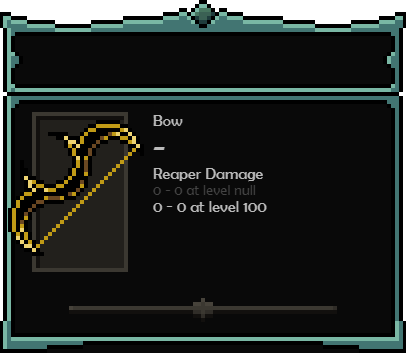 Bow
–
Reaper Damage
0 - 0 at level null
0 - 0 at level 100